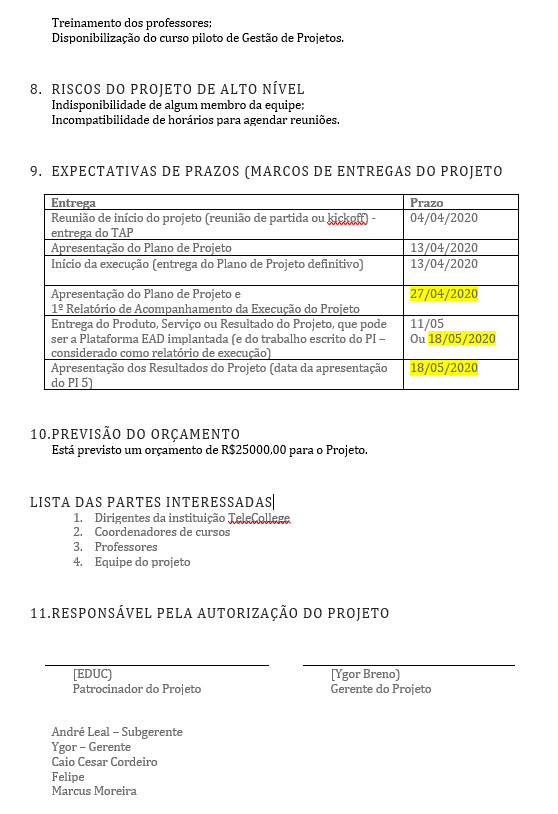 Treinamento dos professores;
Disponibilização do curso piloto de Gestão de Projetos.
8. RISCOS DO PROJETO DE ALTO NÍVEL
Indisponibilidade de algum membro da equipe;
Incompatibilidade de horários para agendar reuniões.
9. EXPECTATIVAS DE PRAZOS (MARCOS DE ENTREGAS DO PROJETO
Entrega Prazo
Reunião de início do projeto (reunião de partida ou kickoff) - 04/04/2020
entrega do TAP
Apresentação do Plano de Projeto 13/04/2020
Início da execução (entrega do Plano de Projeto definitivo) 13/04/2020
Apresentação do Plano de Projeto e 27/04/2020
1º Relatório de Acompanhamento da Execução do Projeto
Entrega do Produto, Serviço ou Resultado do Projeto, que pode 11/05
ser a Plataforma EAD implantada (e do trabalho escrito do PI – Ou 18/05/2020
considerado como relatório de execução)
Apresentação dos Resultados do Projeto (data da apresentação 18/05/2020
do PI 5)
10.PREVISÃO DO ORÇAMENTO
Está previsto um orçamento de R$25000,00 para o Projeto.
LISTA DAS PARTES INTERESSADAS
1. Dirigentes da instituição TeleCollege
2. Coordenadores de cursos
3. Professores
4. Equipe do projeto
11.RESPONSÁVEL PELA AUTORIZAÇÃO DO PROJETO
[EDUC) [Ygor Breno)
Patrocinador do Projeto Gerente do Projeto
André Leal – Subgerente
Ygor – Gerente
Caio Cesar Cordeiro
Felipe
Marcus Moreira